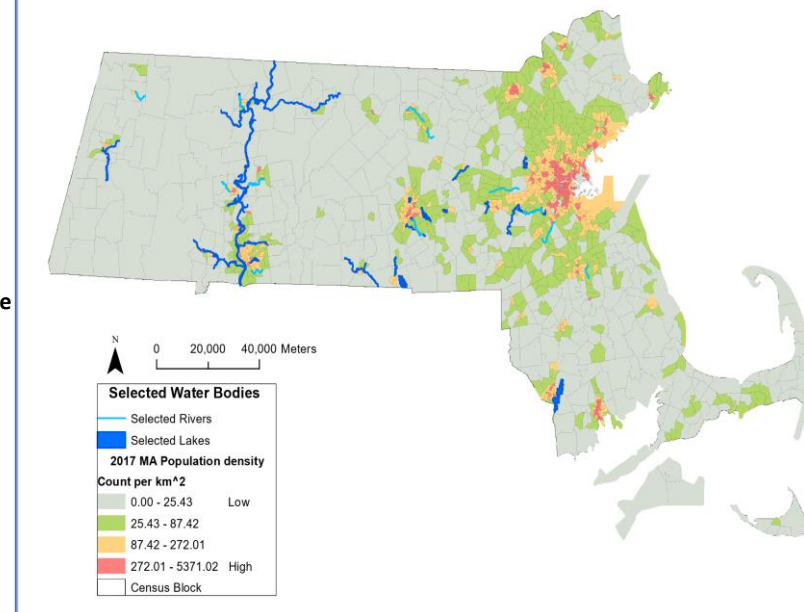 e
N
0 20,000 40,000 Meters
Selected Water Bodies
Selected Rivers
Selected Lakes
2017 MA Population density
Count per km^2
0.00 - 25.43 Low
25.43 - 87.42
87.42 - 272.01
272.01 - 5371.02 High
Census Block